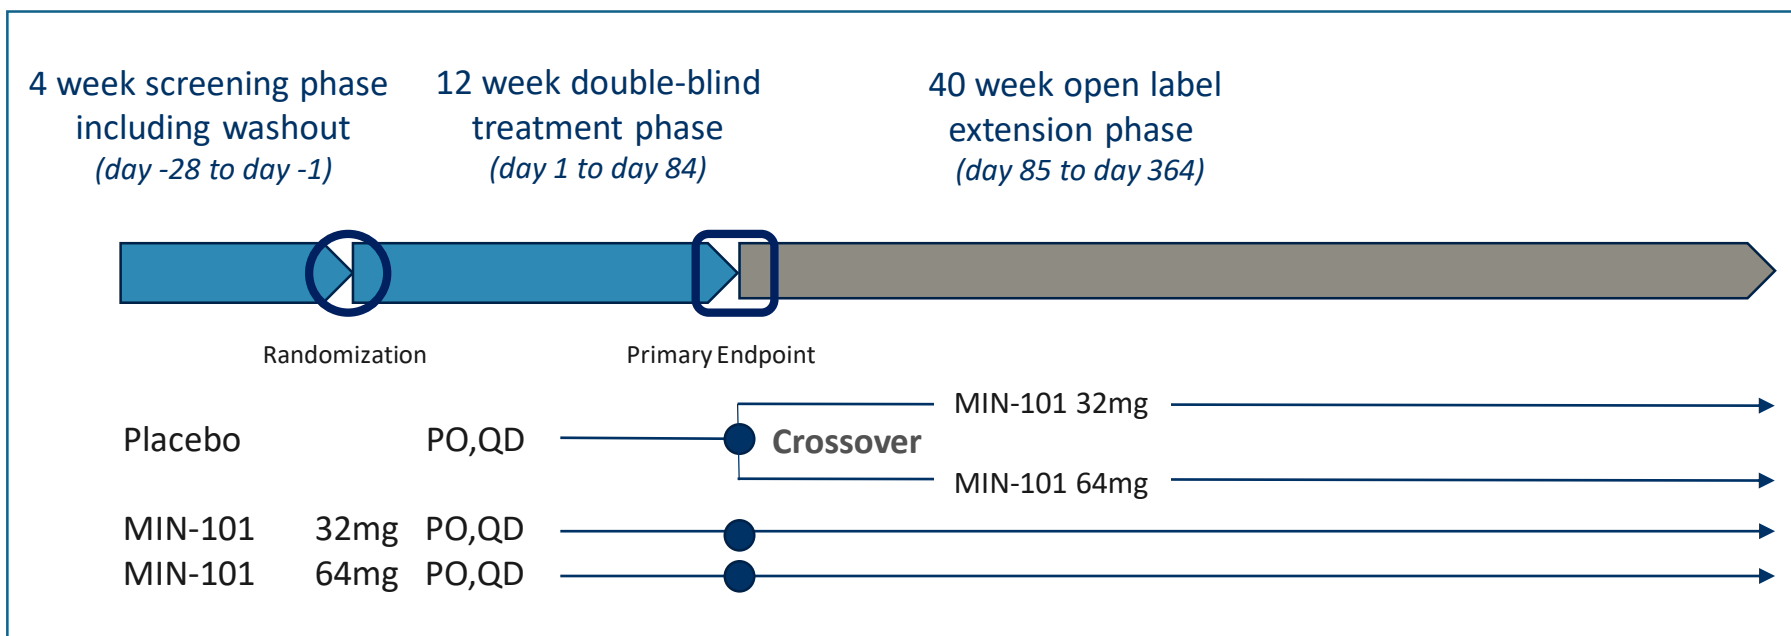 4 week screening phase
including washout
(day -28 to day -1)
12 week double-blind
treatment phase
(day 1 to day 84)
40 week open label
extension phase
(day 85 to day 364)
Randomization
Primary Endpoint
MIN-101 32mg
Placebo PO,QD Crossover
MIN-101 64mg
MIN-101 32mg PO,QD
MIN-101 64mg PO,QD